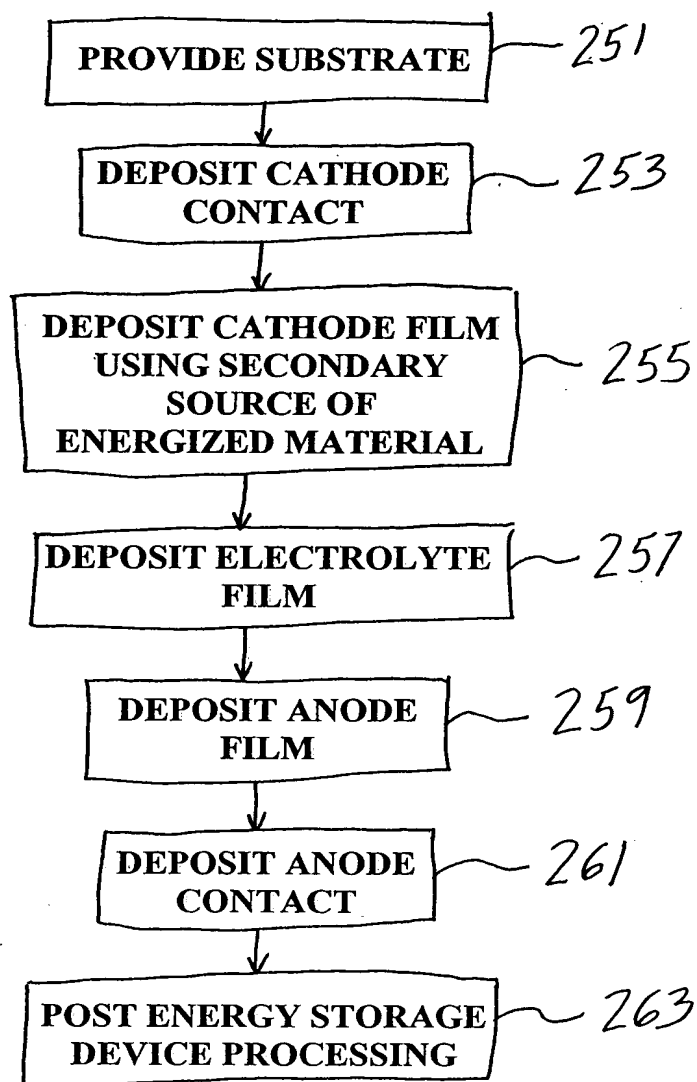 PROVIDE SUBSTRATE 251
DEPOSIT CATHODE
CONTACT
253
DEPOSIT CATHODE FILM
USING SECONDARY
SOURCE OF
ENERGIZED MATERIAL
255
DEPOSIT ELECTROLYTE
FILM
257
DEPOSIT ANODE
FILM
259
DEPOSIT ANODE
CONTACT
261
POST ENERGY STORAGE
DEVICE PROCESSING
263